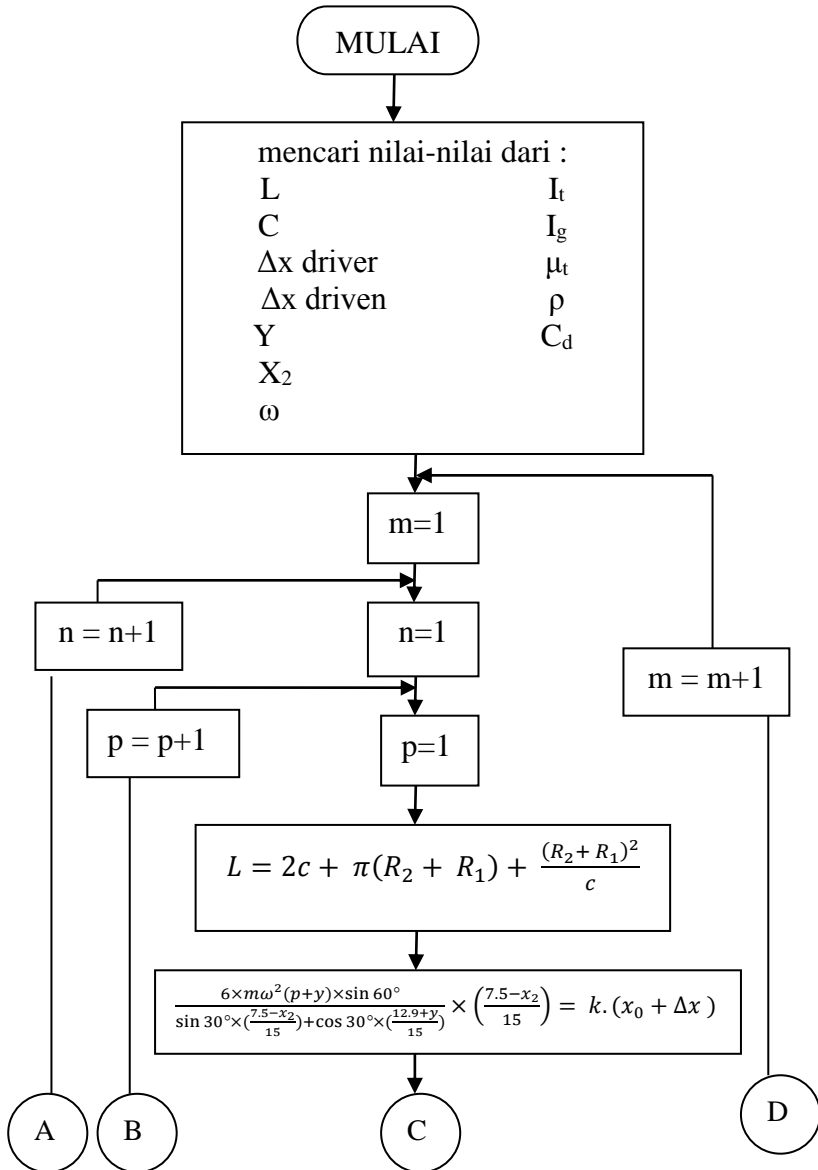 MULAI
mencari nilai-nilai dari :
L Iₜ
C I_g
Δx driver μₜ
Δx driven ρ
Y C_d
X₂
ω
m=1
n = n+1 n=1
m = m+1
p = p+1 p=1
L = 2c + π(R₂ + R₁) + (R₂+ R₁)²/c
6×mω²(p+y)×sin 60°/(sin 30°×(7.5−x₂/15)+cos 30°×(12.9+y/15)) × (7.5−x₂/15) = k.(x₀ + Δx )
A B C D